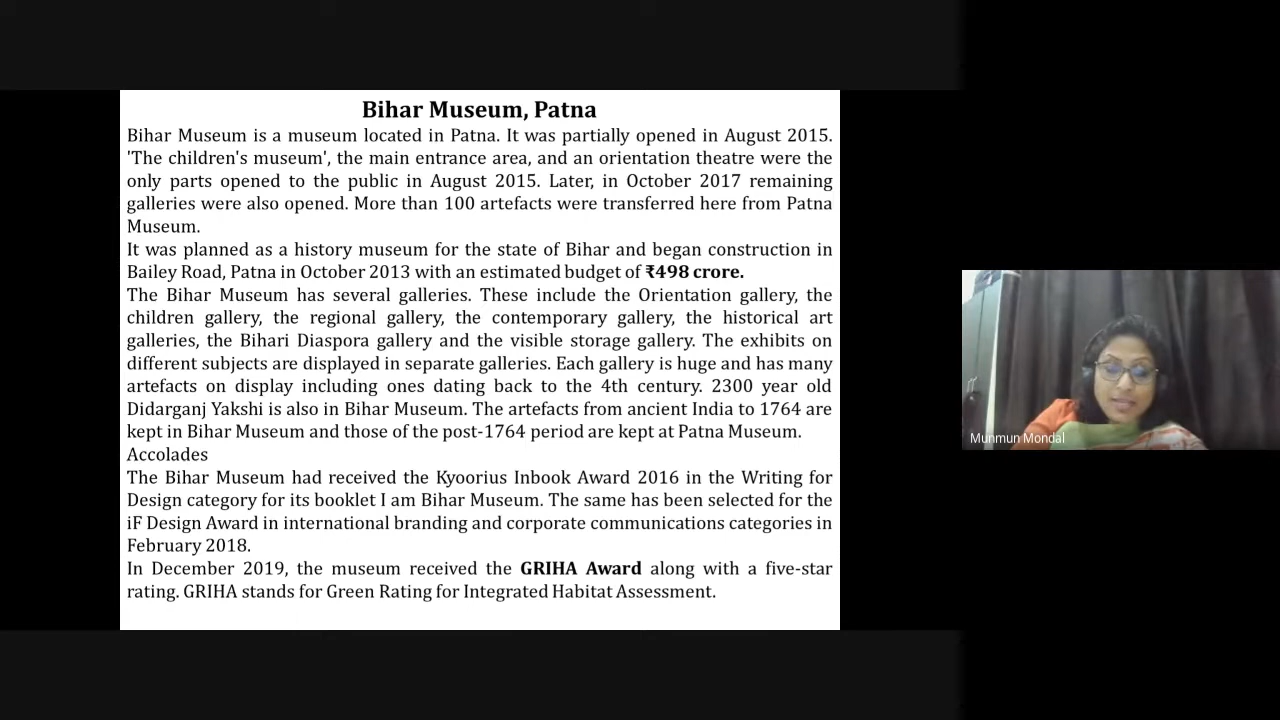 Bihar Museum, Patna
Bihar Museum is a museum located in Patna. It was partially opened in August 2015.
'The children's museum', the main entrance area, and an orientation theatre were the
only parts opened to the public in August 2015. Later, in October 2017 remaining
galleries were also opened. More than 100 artefacts were transferred here from Patna
Museum.
It was planned as a history museum for the state of Bihar and began construction in
Bailey Road, Patna in October 2013 with an estimated budget of ₹498 crore.
The Bihar Museum has several galleries. These include the Orientation gallery, the
children gallery, the regional gallery, the contemporary gallery, the historical art
galleries, the Bihari Diaspora gallery and the visible storage gallery. The exhibits on
different subjects are displayed in separate galleries. Each gallery is huge and has many
artefacts on display including ones dating back to the 4th century. 2300 year old
Didarganj Yakshi is also in Bihar Museum. The artefacts from ancient India to 1764 are
kept in Bihar Museum and those of the post-1764 period are kept at Patna Museum.
Accolades
The Bihar Museum had received the Kyoorius Inbook Award 2016 in the Writing for
Design category for its booklet I am Bihar Museum. The same has been selected for the
iF Design Award in international branding and corporate communications categories in
February 2018.
In December 2019, the museum received the GRIHA Award along with a five-star
rating. GRIHA stands for Green Rating for Integrated Habitat Assessment.
Munmun Mondal